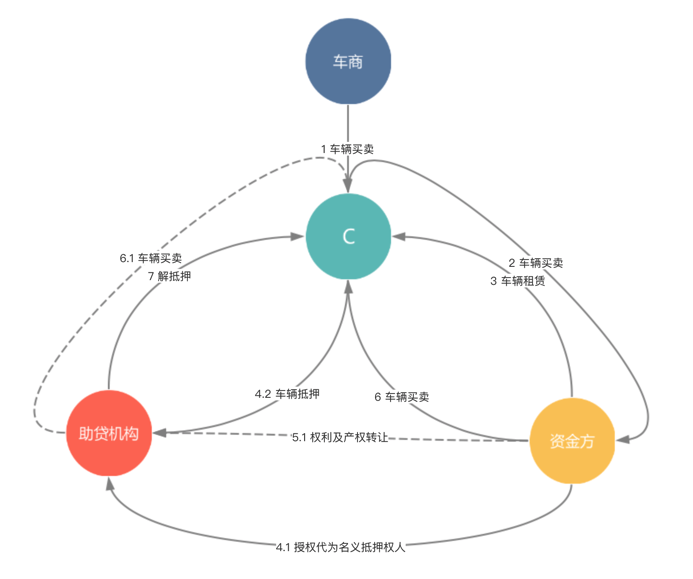 车商
1 车辆买卖
C
6.1 车辆买卖
2 车辆买卖
7 解抵押
3 车辆租赁
4.2 车辆抵押
6 车辆买卖
助贷机构
5.1 权利及产权转让
资金方
4.1 授权代为名义抵押权人